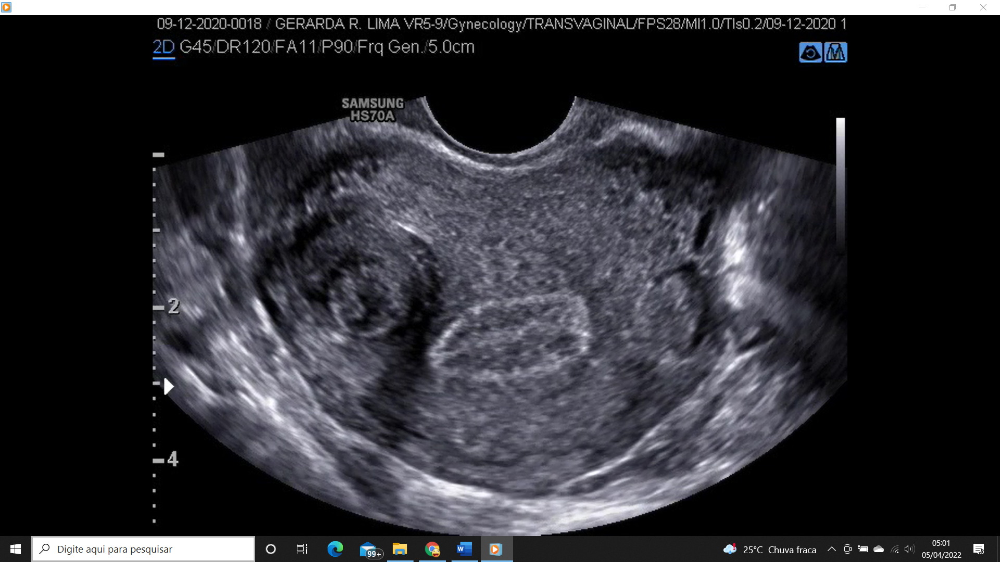 09-12-2020-0018 / GERARDA R. LIMA VR5-9/Gynecology/TRANSVAGINAL/FPS28/MI1.0/TIs0.2/09-12-2020 1
2D G45/DR120/FA11/P90/Frq Gen./5.0cm
SAMSUNG
HS70A
2
4
Digite aqui para pesquisar
99+
25°C Chuva fraca
05:01
05/04/2022